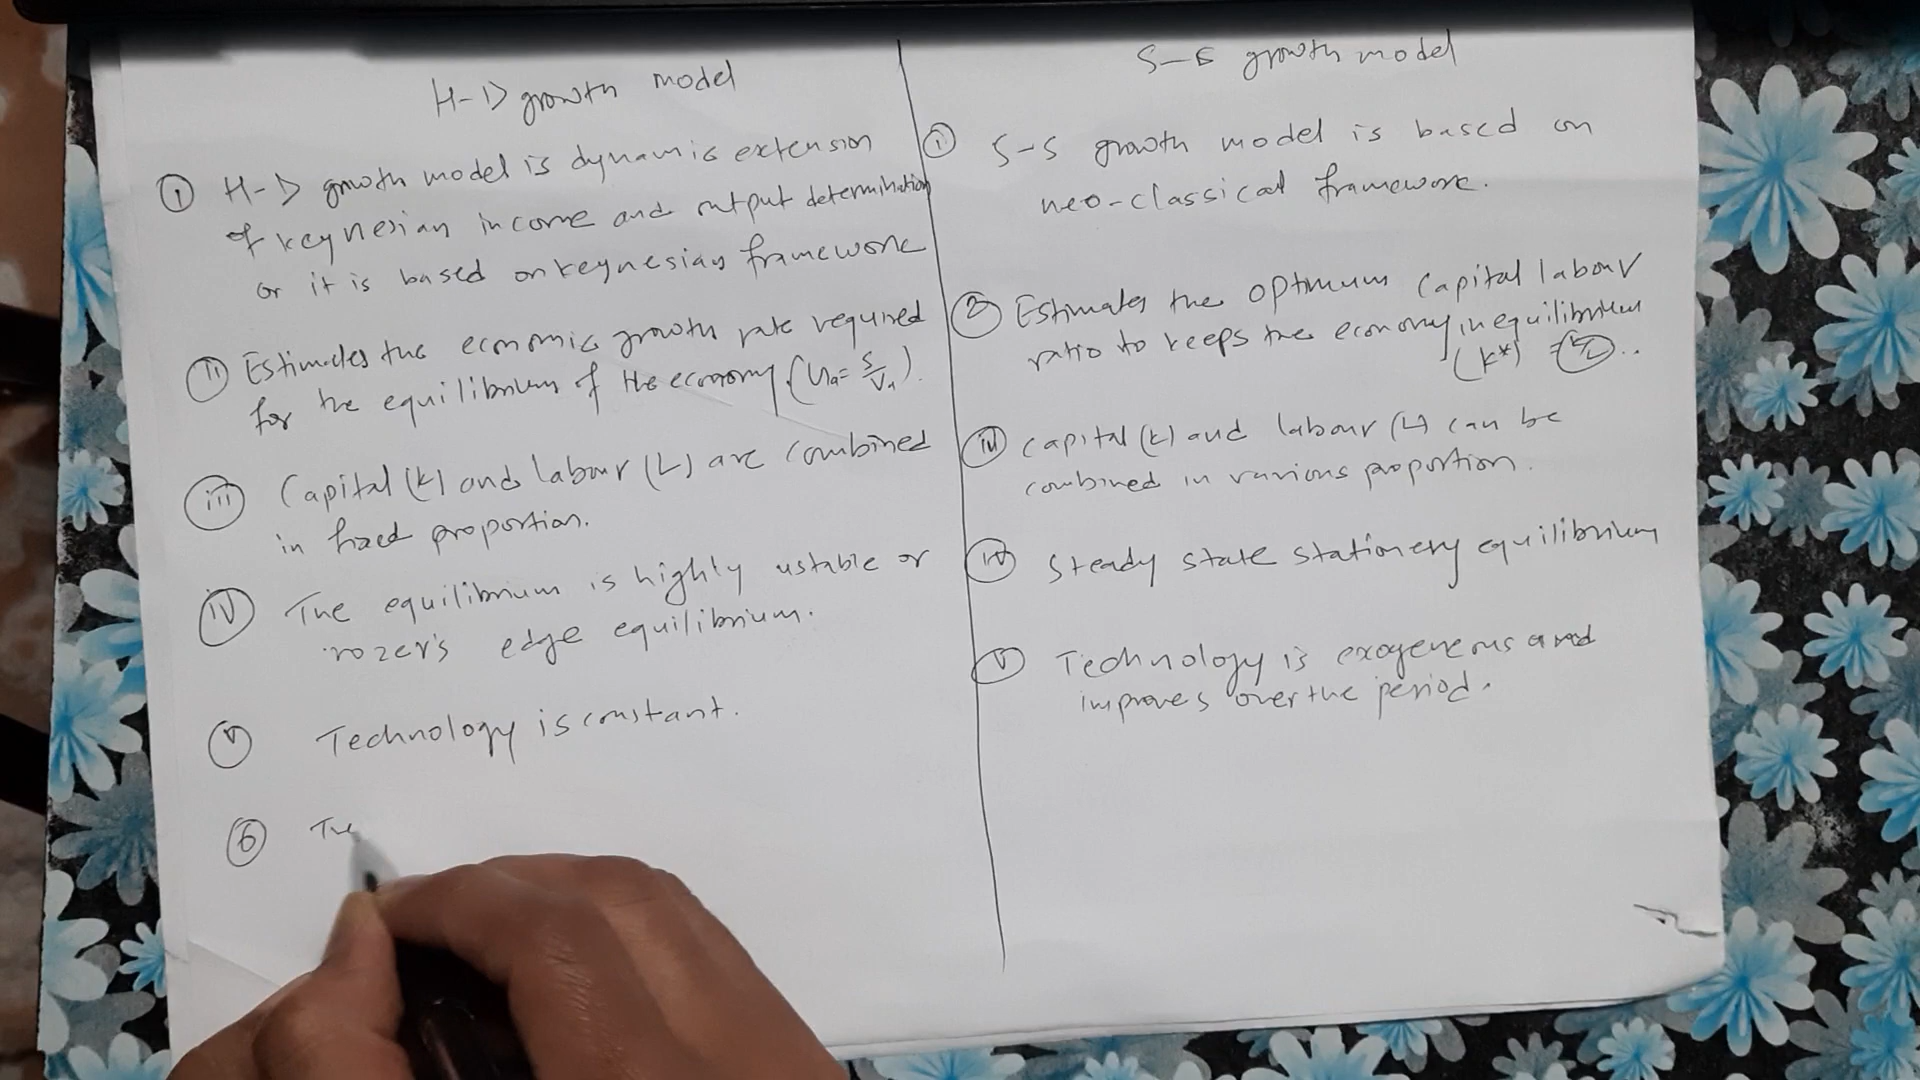 H-D growth model
① H-D growth model is dynamic extension
of keynesian income and output determination
or it is based on keynesian framework
ii Estimates the economic growth rate required
for the equilibrium of the economy.
iii Capital (K) and labour (L) are combined
in fixed proportion.
iv The equilibrium is highly ustable or
rozer's edge equilibrium.
v Technology is constant.
⑥ The
S-S growth model
i S-S growth model is based on
neo-classical framework.
② Estimates the optimum capital labour
ratio to keeps the economy in equilibrium
(k*)
iii capital (K) and labour (L) can be
combined in various proportion.
iv Steady state stationery equilibrium
v Technology is exogeneous and
improves over the period.